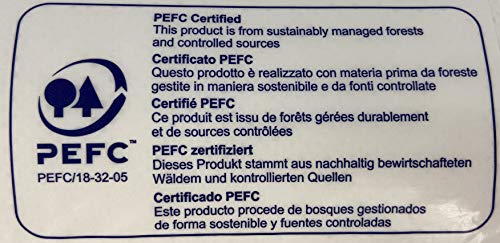 PEFC Certified
This product is from sustainably managed forests
and controlled sources
Certificato PEFC
Questo prodotto è realizzato con materia prima da foreste
gestite in maniera sostenibile e da fonti controllate
Certifié PEFC
Ce produit est issu de forêts gérées durablement
et de sources contrôlées
PEFC zertifiziert
Dieses Produkt stammt aus nachhaltig bewirtschafteten
Wäldern und kontrollierten Quellen
Certificado PEFC
Este producto procede de bosques gestionados
de forma sostenible y fuentes controladas
PEFC™
PEFC/18-32-05